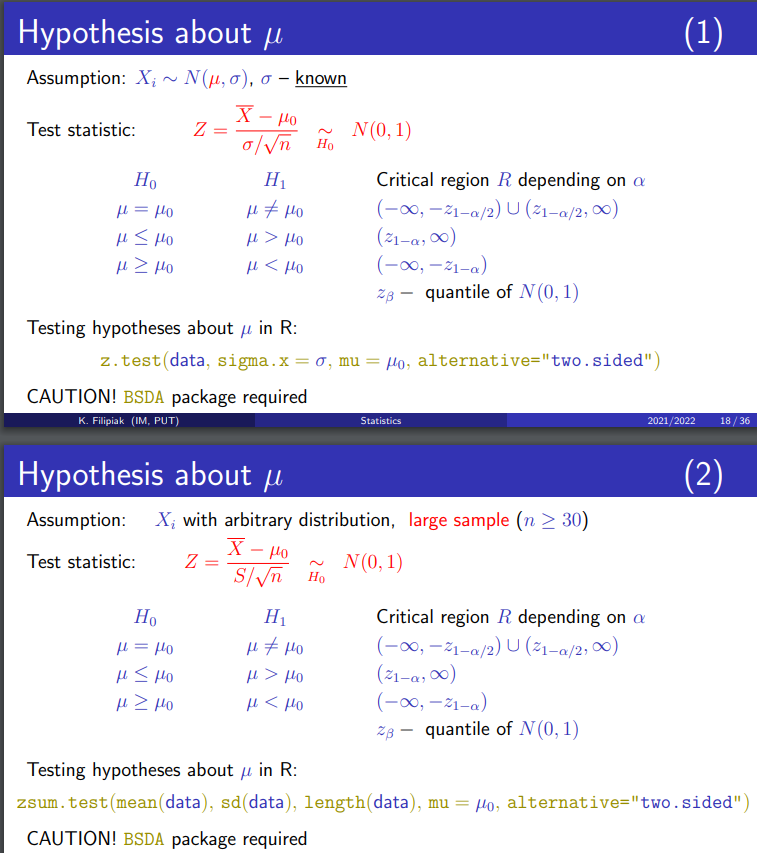 Hypothesis about μ (1)
Assumption: Xᵢ ∼ N(μ, σ), σ – known
Test statistic: Z = (X̅ − μ₀) / (σ/√n) ∼ H₀ N(0, 1)
H₀ H₁ Critical region R depending on α
μ = μ₀ μ ≠ μ₀ (−∞, −z₁₋α/₂) ∪ (z₁₋α/₂, ∞)
μ ≤ μ₀ μ > μ₀ (z₁₋α, ∞)
μ ≥ μ₀ μ < μ₀ (−∞, −z₁₋α)
zᵦ − quantile of N(0, 1)
Testing hypotheses about μ in R:
z.test(data, sigma.x = σ, mu = μ₀, alternative="two.sided")
CAUTION! BSDA package required
K. Filipiak (IM, PUT) Statistics 2021/2022 18 / 36
Hypothesis about μ (2)
Assumption: Xᵢ with arbitrary distribution, large sample (n ≥ 30)
Test statistic: Z = (X̅ − μ₀) / (S/√n) ∼ H₀ N(0, 1)
H₀ H₁ Critical region R depending on α
μ = μ₀ μ ≠ μ₀ (−∞, −z₁₋α/₂) ∪ (z₁₋α/₂, ∞)
μ ≤ μ₀ μ > μ₀ (z₁₋α, ∞)
μ ≥ μ₀ μ < μ₀ (−∞, −z₁₋α)
zᵦ − quantile of N(0, 1)
Testing hypotheses about μ in R:
zsum.test(mean(data), sd(data), length(data), mu = μ₀, alternative="two.sided")
CAUTION! BSDA package required